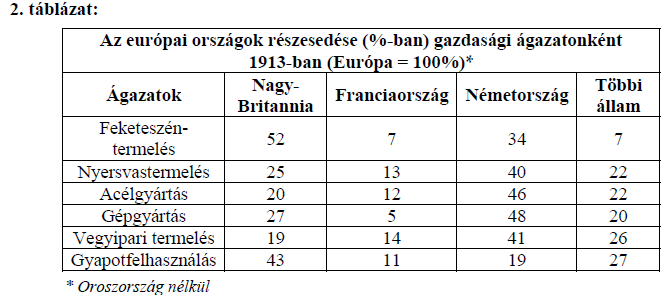 2. táblázat:
Az európai országok részesedése (%-ban) gazdasági ágazatonként
1913-ban (Európa = 100%)*
Ágazatok Nagy-Britannia Franciaország Németország Többi állam
Feketeszén-termelés 52 7 34 7
Nyersvastermelés 25 13 40 22
Acélgyártás 20 12 46 22
Gépgyártás 27 5 48 20
Vegyipari termelés 19 14 41 26
Gyapotfelhasználás 43 11 19 27
* Oroszország nélkül